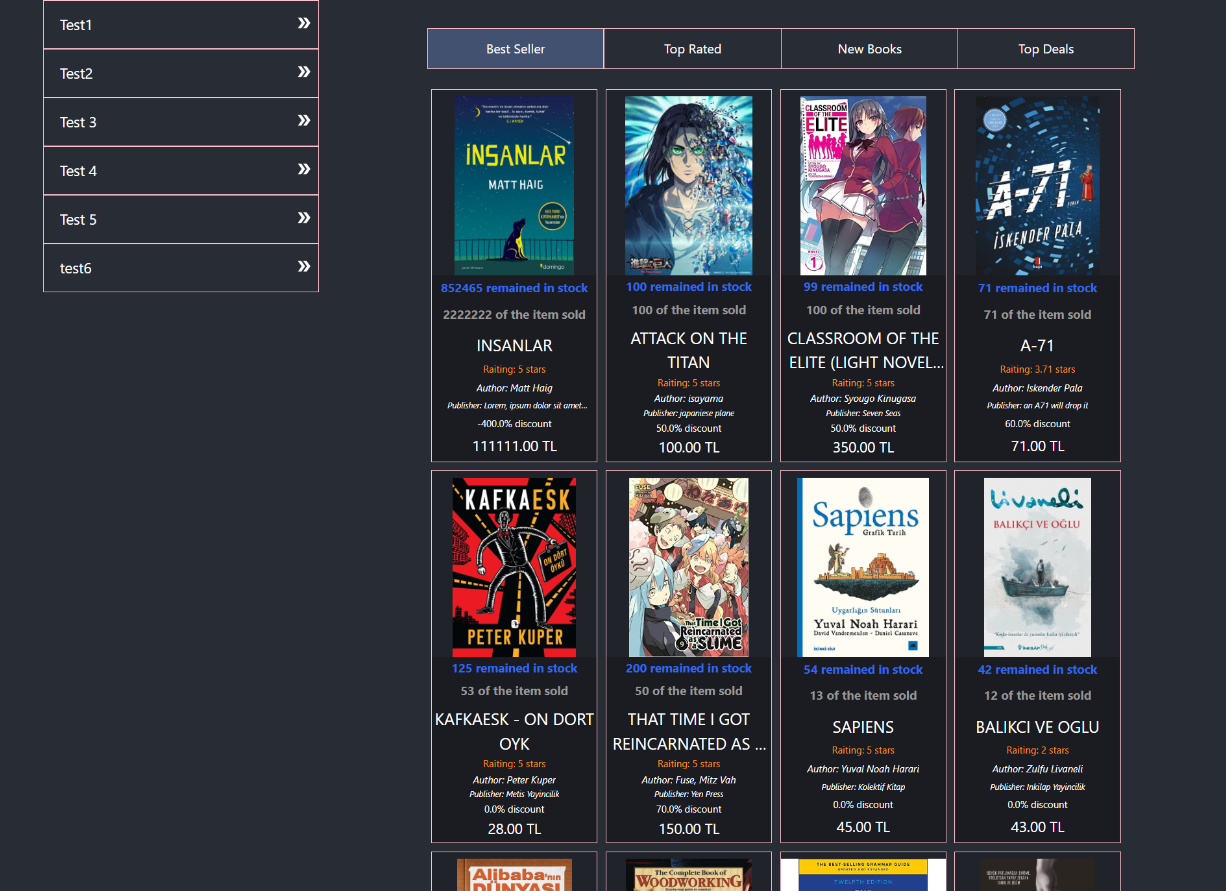 Test1
Test2
Test 3
Test 4
Test 5
test6
Best Seller
Top Rated
New Books
Top Deals
İNSANLAR
MATT HAIG
domingo
852465 remained in stock
2222222 of the item sold
INSANLAR
Raiting: 5 stars
Author: Matt Haig
Publisher: Lorem, ipsum dolor sit amet...
-400.0% discount
111111.00 TL
進撃の巨人
100 remained in stock
100 of the item sold
ATTACK ON THE
TITAN
Raiting: 5 stars
Author: isayama
Publisher: japaniese plane
50.0% discount
100.00 TL
CLASSROOM
OF THE
ELITE
NOVEL
1
99 remained in stock
100 of the item sold
CLASSROOM OF THE
ELITE (LIGHT NOVEL...
Raiting: 5 stars
Author: Syougo Kinugasa
Publisher: Seven Seas
50.0% discount
350.00 TL
A-71
İSKENDER PALA
71 remained in stock
71 of the item sold
A-71
Raiting: 3.71 stars
Author: Iskender Pala
Publisher: an A71 will drop it
60.0% discount
71.00 TL
KAFKAESK
ON DÖRT
ÖYKÜ
PETER KUPER
125 remained in stock
53 of the item sold
KAFKAESK - ON DORT
OYK
Raiting: 5 stars
Author: Peter Kuper
Publisher: Metis Yayincilik
0.0% discount
28.00 TL
That Time I Got
Reincarnated
as a SLIME
200 remained in stock
50 of the item sold
THAT TIME I GOT
REINCARNATED AS ...
Raiting: 5 stars
Author: Fuse, Mitz Vah
Publisher: Yen Press
70.0% discount
150.00 TL
Sapiens
Grafik Tarih
Uygarlığın Sütunları
Yuval Noah Harari
David Vandermeulen - Daniel Casanave
54 remained in stock
13 of the item sold
SAPIENS
Raiting: 5 stars
Author: Yuval Noah Harari
Publisher: Kolektif Kitap
0.0% discount
45.00 TL
Livaneli
BALIKÇI VE OĞLU
42 remained in stock
12 of the item sold
BALIKCI VE OGLU
Raiting: 2 stars
Author: Zulfu Livaneli
Publisher: Inkilap Yayincilik
0.0% discount
43.00 TL
Alibaba'nın
DÜNYASI
The Complete Book of
WOODWORKING
THE BEST-SELLING GRAMMAR GUIDE
TWELFTH EDITION